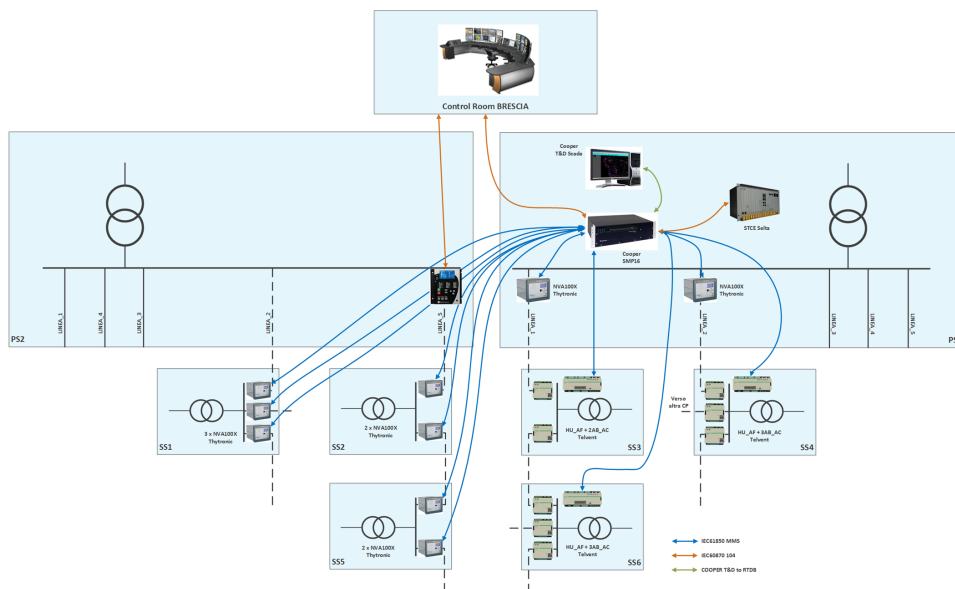 Control Room BRESCIA
Cooper
T&D Scada
STCE Selta
Cooper
SMP16
NVA100X
Thytronic
NVA100X
Thytronic
LINEA_1
LINEA_4
LINEA_3
LINEA_2
LINEA_5
PS2
LINEA_1
LINEA_2
LINEA_3
LINEA_4
LINEA_5
3 x NVA100X
Thytronic
SS1
2 x NVA100X
Thytronic
SS2
HU_AF + 2AB_AC
Telvent
SS3
Verso
altra CP
HU_AF + 3AB_AC
Telvent
SS4
2 x NVA100X
Thytronic
SS5
HU_AF + 3AB_AC
Telvent
SS6
IEC61850 MMS
IEC60870 104
COOPER T&D to RTDB